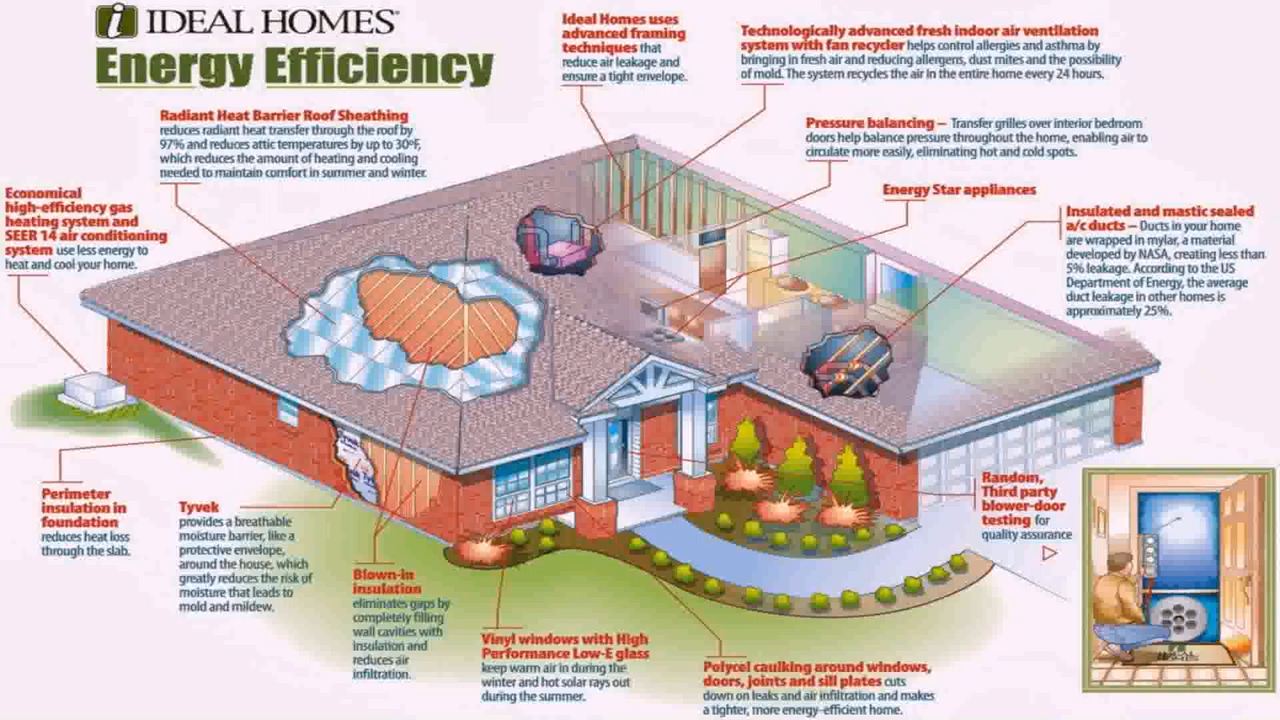 i IDEAL HOMES
Energy Efficiency
Ideal Homes uses
advanced framing
techniques that
reduce air leakage and
ensure a tight envelope.
Technologically advanced fresh indoor air ventilation
system with fan recycler helps control allergies and asthma by
bringing in fresh air and reducing allergens, dust mites and the possibility
of mold. The system recycles the air in the entire home every 24 hours.
Radiant Heat Barrier Roof Sheathing
reduces radiant heat transfer through the roof by
97% and reduces attic temperatures by up to 30°F,
which reduces the amount of heating and cooling
needed to maintain comfort in summer and winter.
Pressure balancing – Transfer grilles over interior bedroom
doors help balance pressure throughout the home, enabling air to
circulate more easily, eliminating hot and cold spots.
Energy Star appliances
Economical
high-efficiency gas
heating system and
SEER 14 air conditioning
system use less energy to
heat and cool your home.
Insulated and mastic sealed
a/c ducts – Ducts in your home
are wrapped in mylar, a material
developed by NASA, creating less than
5% leakage. According to the US
Department of Energy, the average
duct leakage in other homes is
approximately 25%.
Perimeter
insulation in
foundation
reduces heat loss
through the slab.
Tyvek
provides a breathable
moisture barrier, like a
protective envelope,
around the house, which
greatly reduces the risk of
moisture that leads to
mold and mildew.
Blown-in
insulation
eliminates gaps by
completely filling
wall cavities with
insulation and
reduces air
infiltration.
Vinyl windows with High
Performance Low-E glass
keep warm air in during the
winter and hot solar rays out
during the summer.
Polycel caulking around windows,
doors, joints and sill plates cuts
down on leaks and air infiltration and makes
a tighter, more energy-efficient home.
Random,
Third party
blower-door
testing for
quality assurance